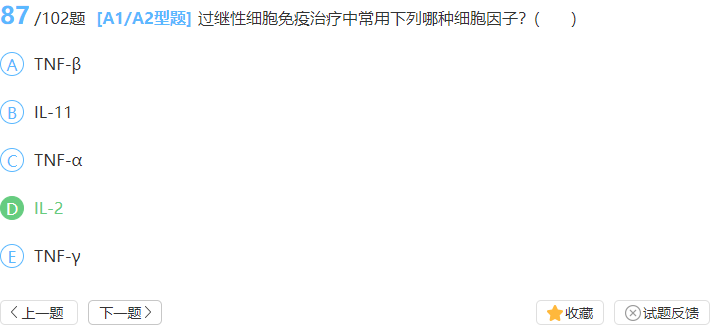 87 /102题 [A1/A2型题] 过继性细胞免疫治疗中常用下列哪种细胞因子？（　　）
A TNF-β
B IL-11
C TNF-α
D IL-2
E TNF-γ
上一题 下一题 收藏 试题反馈